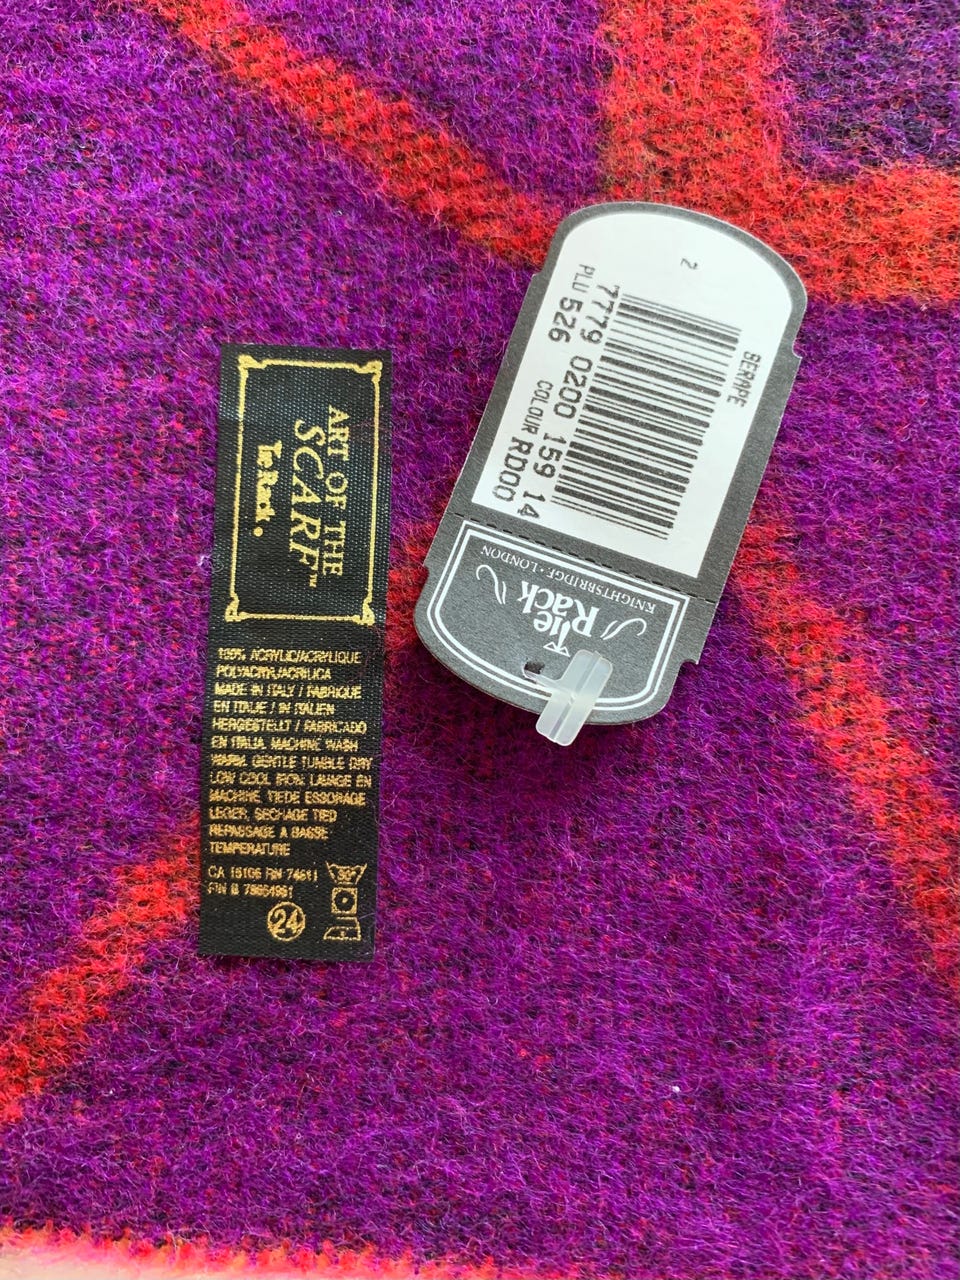 ART OF THE
SCARF™
Tie Rack.
100% ACRYLIC/ACRYLIQUE
POLYACRYL/ACRILICA
MADE IN ITALY / FABRIQUE
EN ITALIE / IN ITALIEN
HERGESTELLT / FABRICADO
EN ITALIA. MACHINE WASH
WARM. GENTLE TUMBLE DRY
LOW COOL IRON. LAVAGE EN
MACHINE, TIEDE ESSORAGE
LEGER, SECHAGE TIED
REPASSAGE A BASSE
TEMPERATURE
CA 16106 RN 74611
24
SERAPE
7779 0200 159 14
PLU 526 COLOUR RD00
2
Tie
Rack
KNIGHTSBRIDGE · LONDON